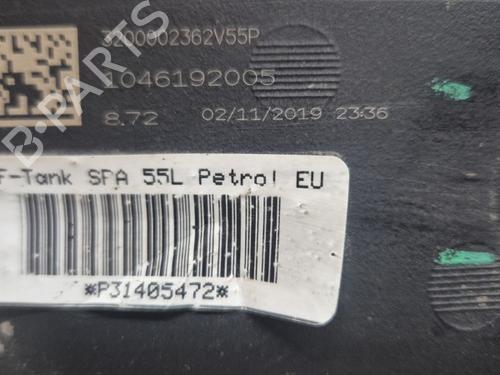 3200002362V55P
1046192005
8.72 02/11/2019 23:36
F-Tank SPA 55L Petrol EU
*P31405472*
B-PARTS